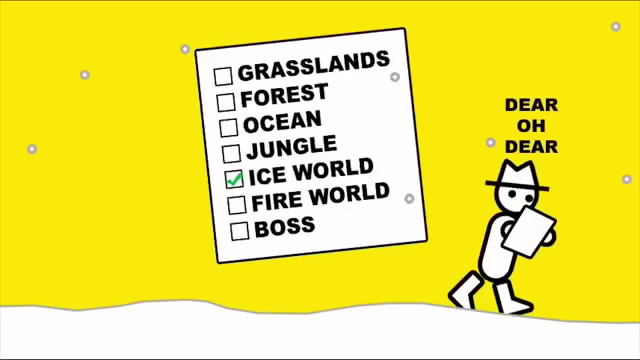 GRASSLANDS
FOREST
OCEAN
JUNGLE
ICE WORLD
FIRE WORLD
BOSS
DEAR
OH
DEAR